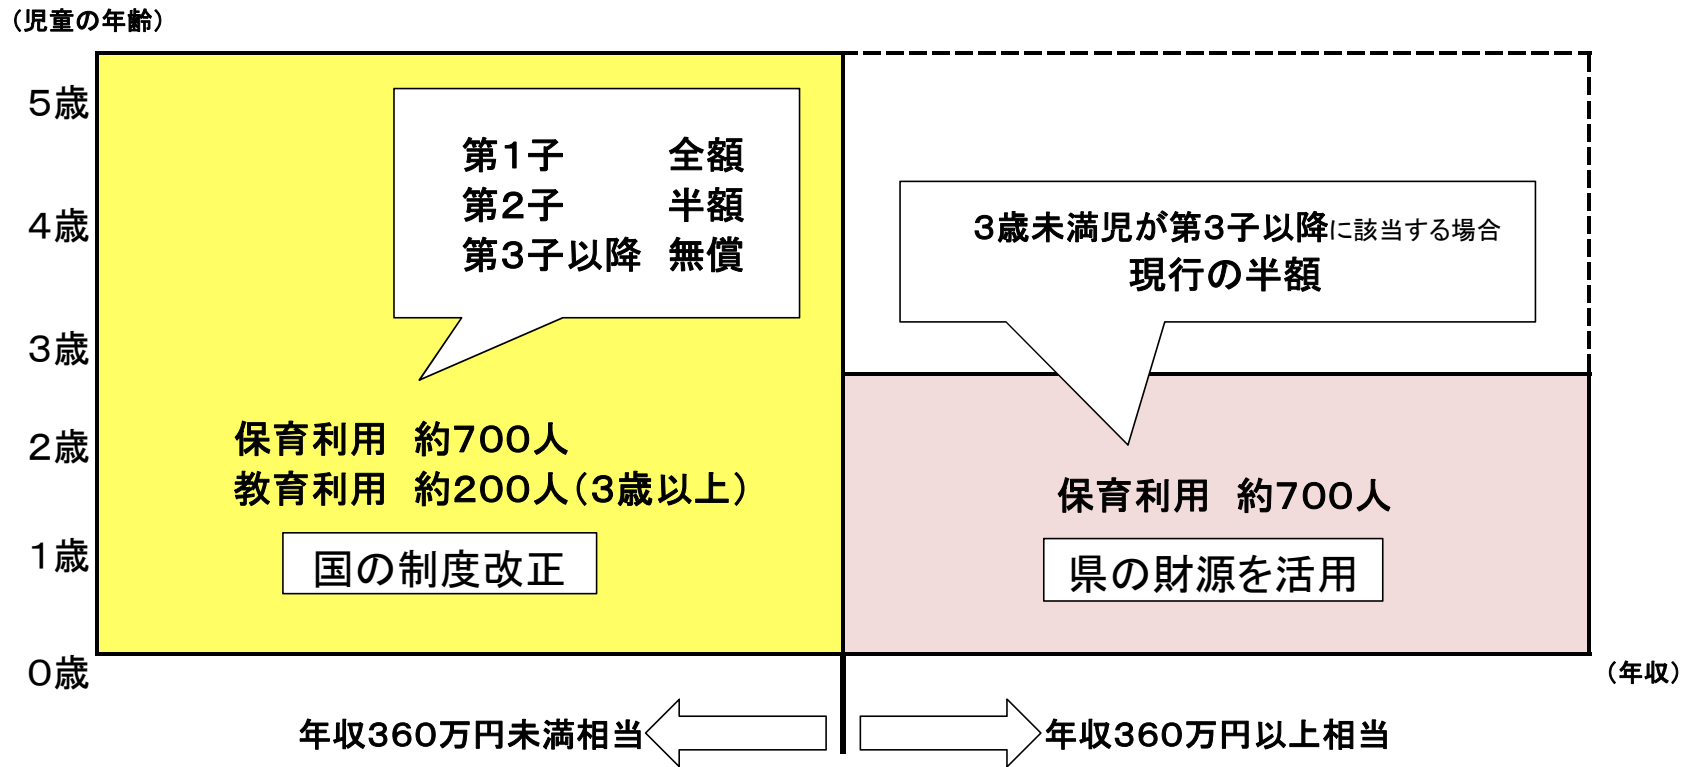 （児童の年齢）
5歳
4歳
3歳
2歳
1歳
0歳
第1子　全額
第2子　半額
第3子以降　無償
保育利用　約700人
教育利用　約200人（3歳以上）
国の制度改正
3歳未満児が第3子以降に該当する場合
現行の半額
保育利用　約700人
県の財源を活用
（年収）
年収360万円未満相当
年収360万円以上相当